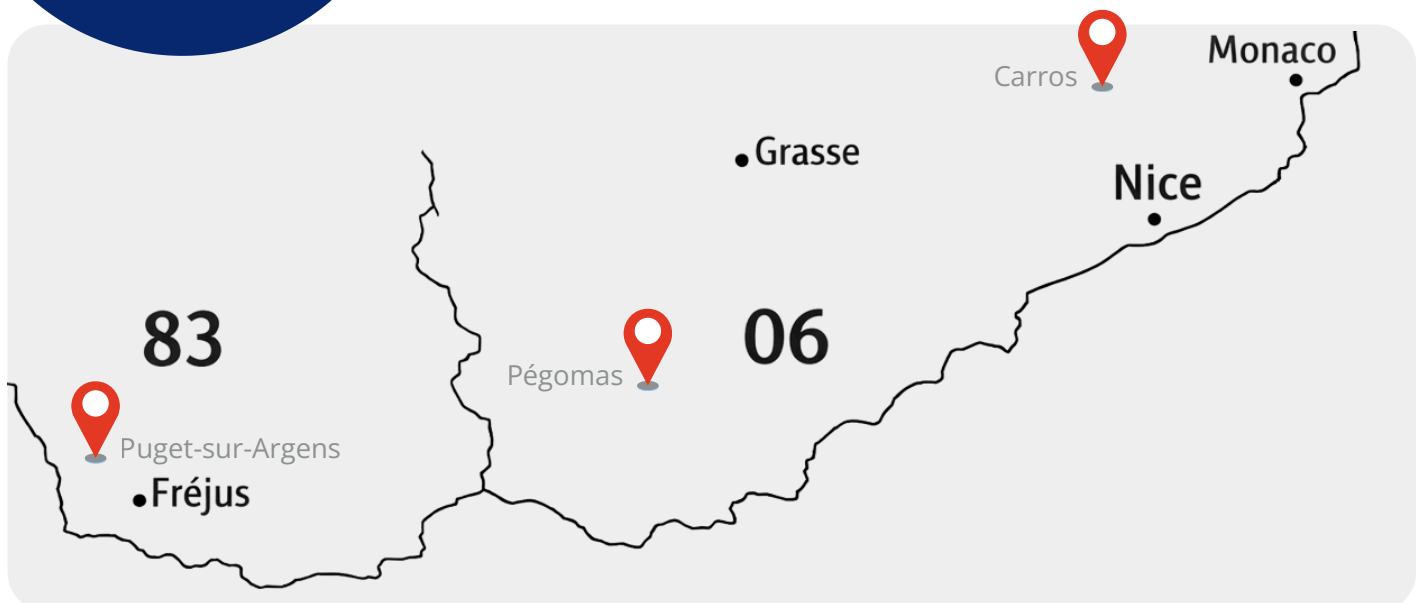 Monaco
Carros
Grasse
Nice
83
06
Pégomas
Puget-sur-Argens
Fréjus